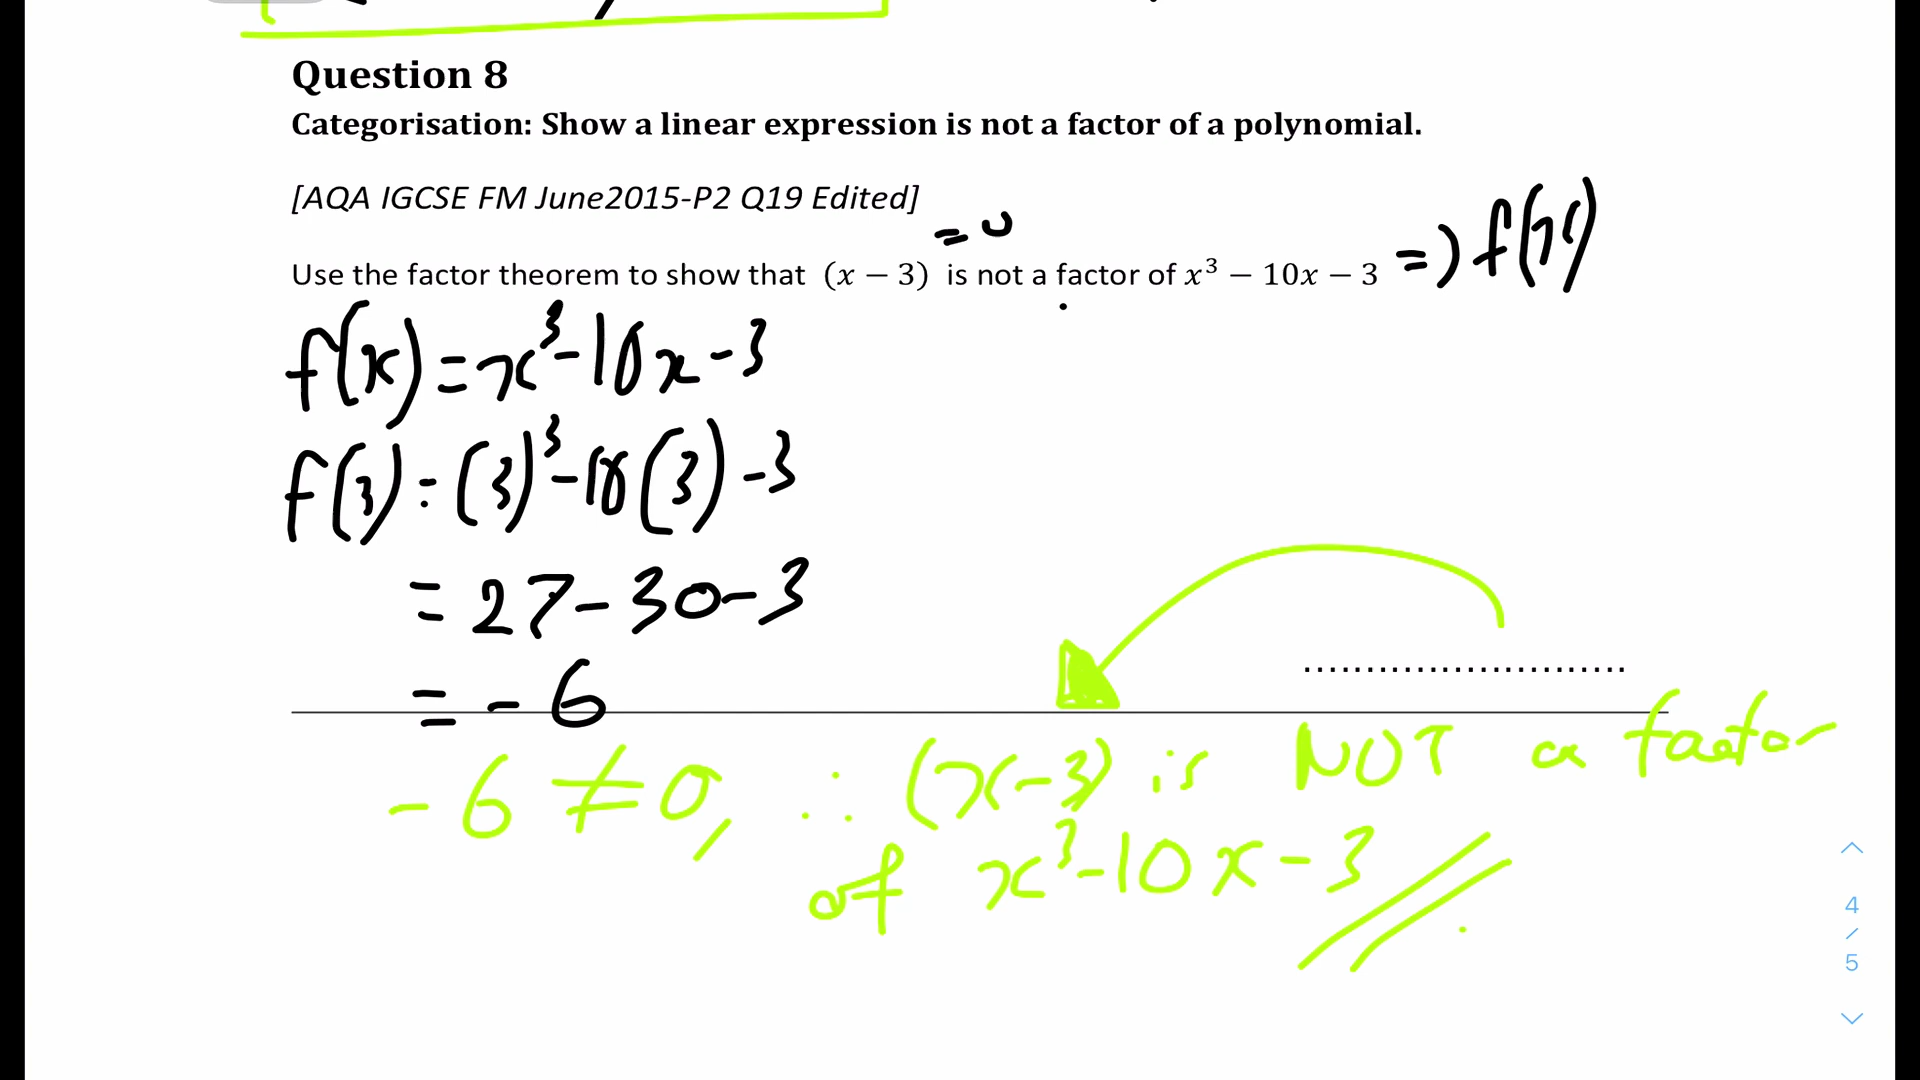 Question 8
Categorisation: Show a linear expression is not a factor of a polynomial.
[AQA IGCSE FM June2015-P2 Q19 Edited]
= 0
Use the factor theorem to show that (x − 3) is not a factor of x³ − 10x − 3 => f(x)
f(x) = x³ - 10x - 3
f(3) = (3)³ - 10(3) - 3
= 27 - 30 - 3
..........................
= - 6
- 6 ≠ 0, ∴ (x-3) is NOT a factor
of x³-10x-3
4
/
5